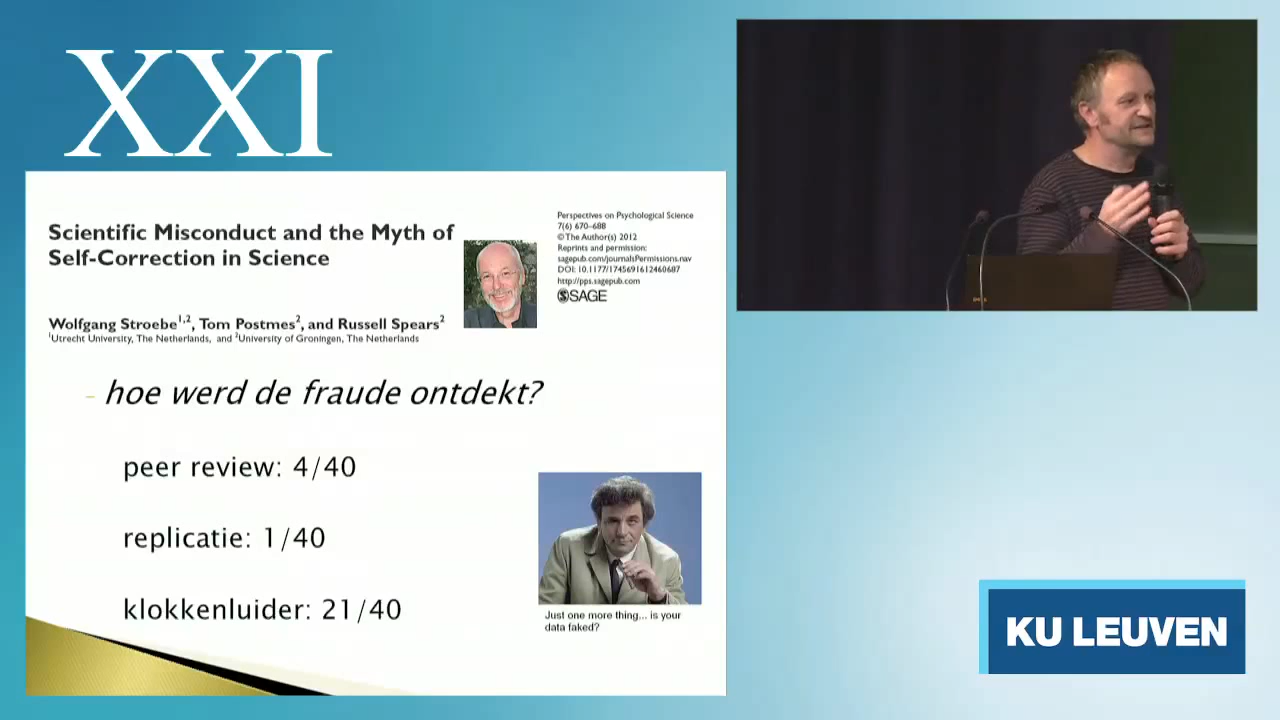 XXI
Scientific Misconduct and the Myth of
Self-Correction in Science
Perspectives on Psychological Science
7(6) 670–688
© The Author(s) 2012
Reprints and permission:
sagepub.com/journalsPermissions.nav
DOI: 10.1177/1745691612460687
http://pps.sagepub.com
SAGE
Wolfgang Stroebe1,2, Tom Postmes2, and Russell Spears2
1Utrecht University, The Netherlands, and 2University of Groningen, The Netherlands
– hoe werd de fraude ontdekt?
peer review: 4/40
replicatie: 1/40
klokkenluider: 21/40
Just one more thing... is your
data faked?
KU LEUVEN